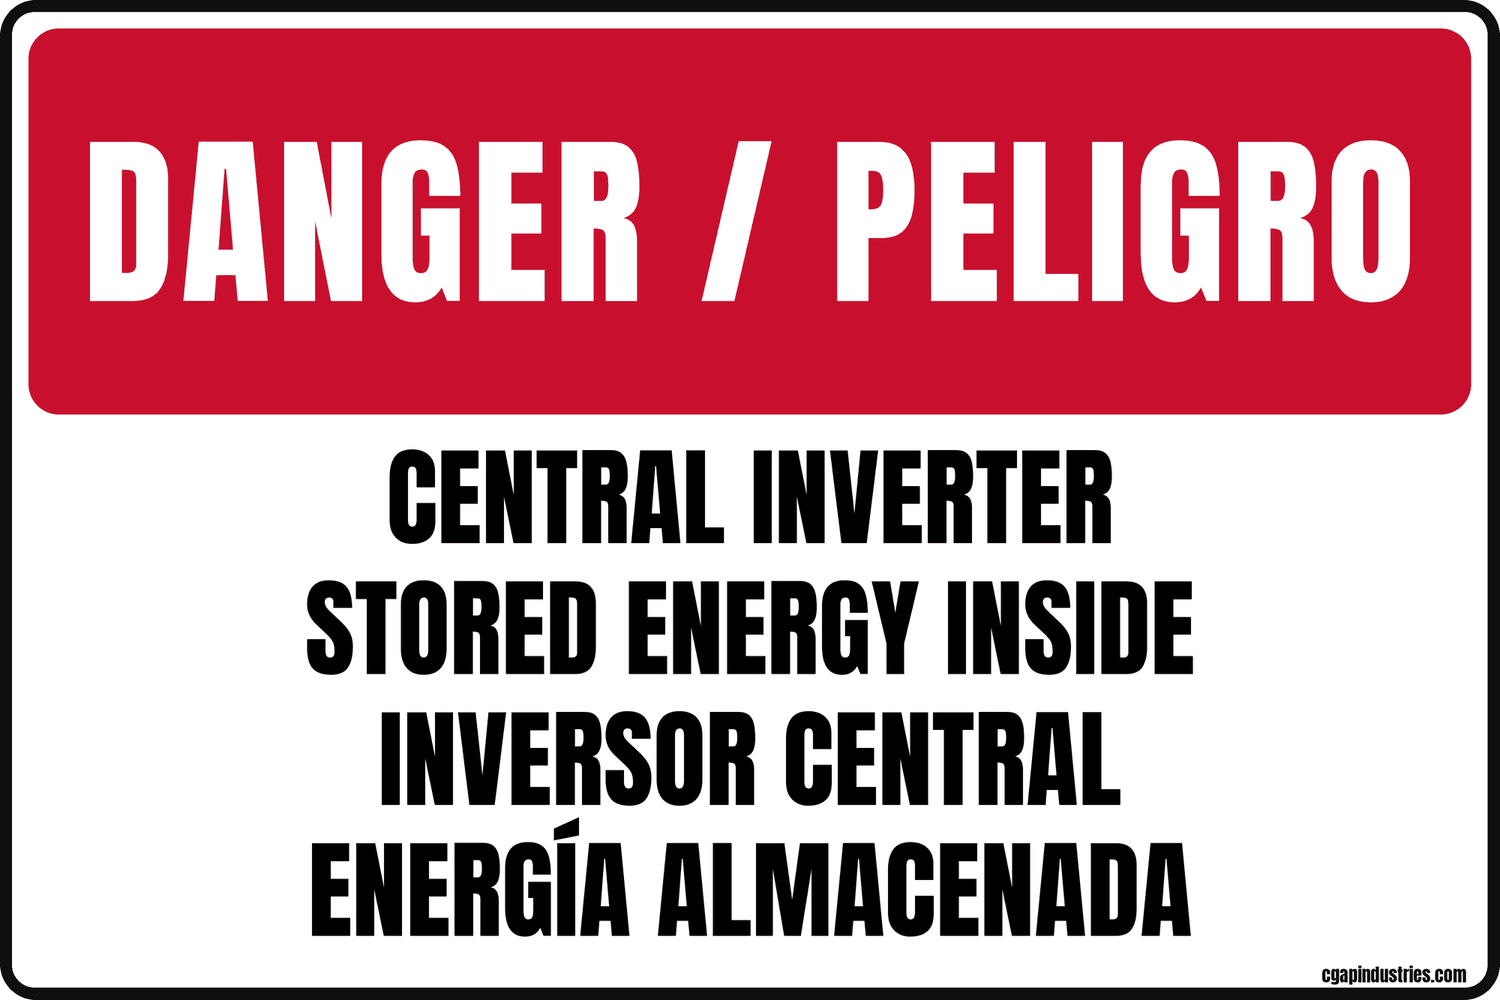 DANGER / PELIGRO
CENTRAL INVERTER
STORED ENERGY INSIDE
INVERSOR CENTRAL
ENERGÍA ALMACENADA
cgapindustries.com